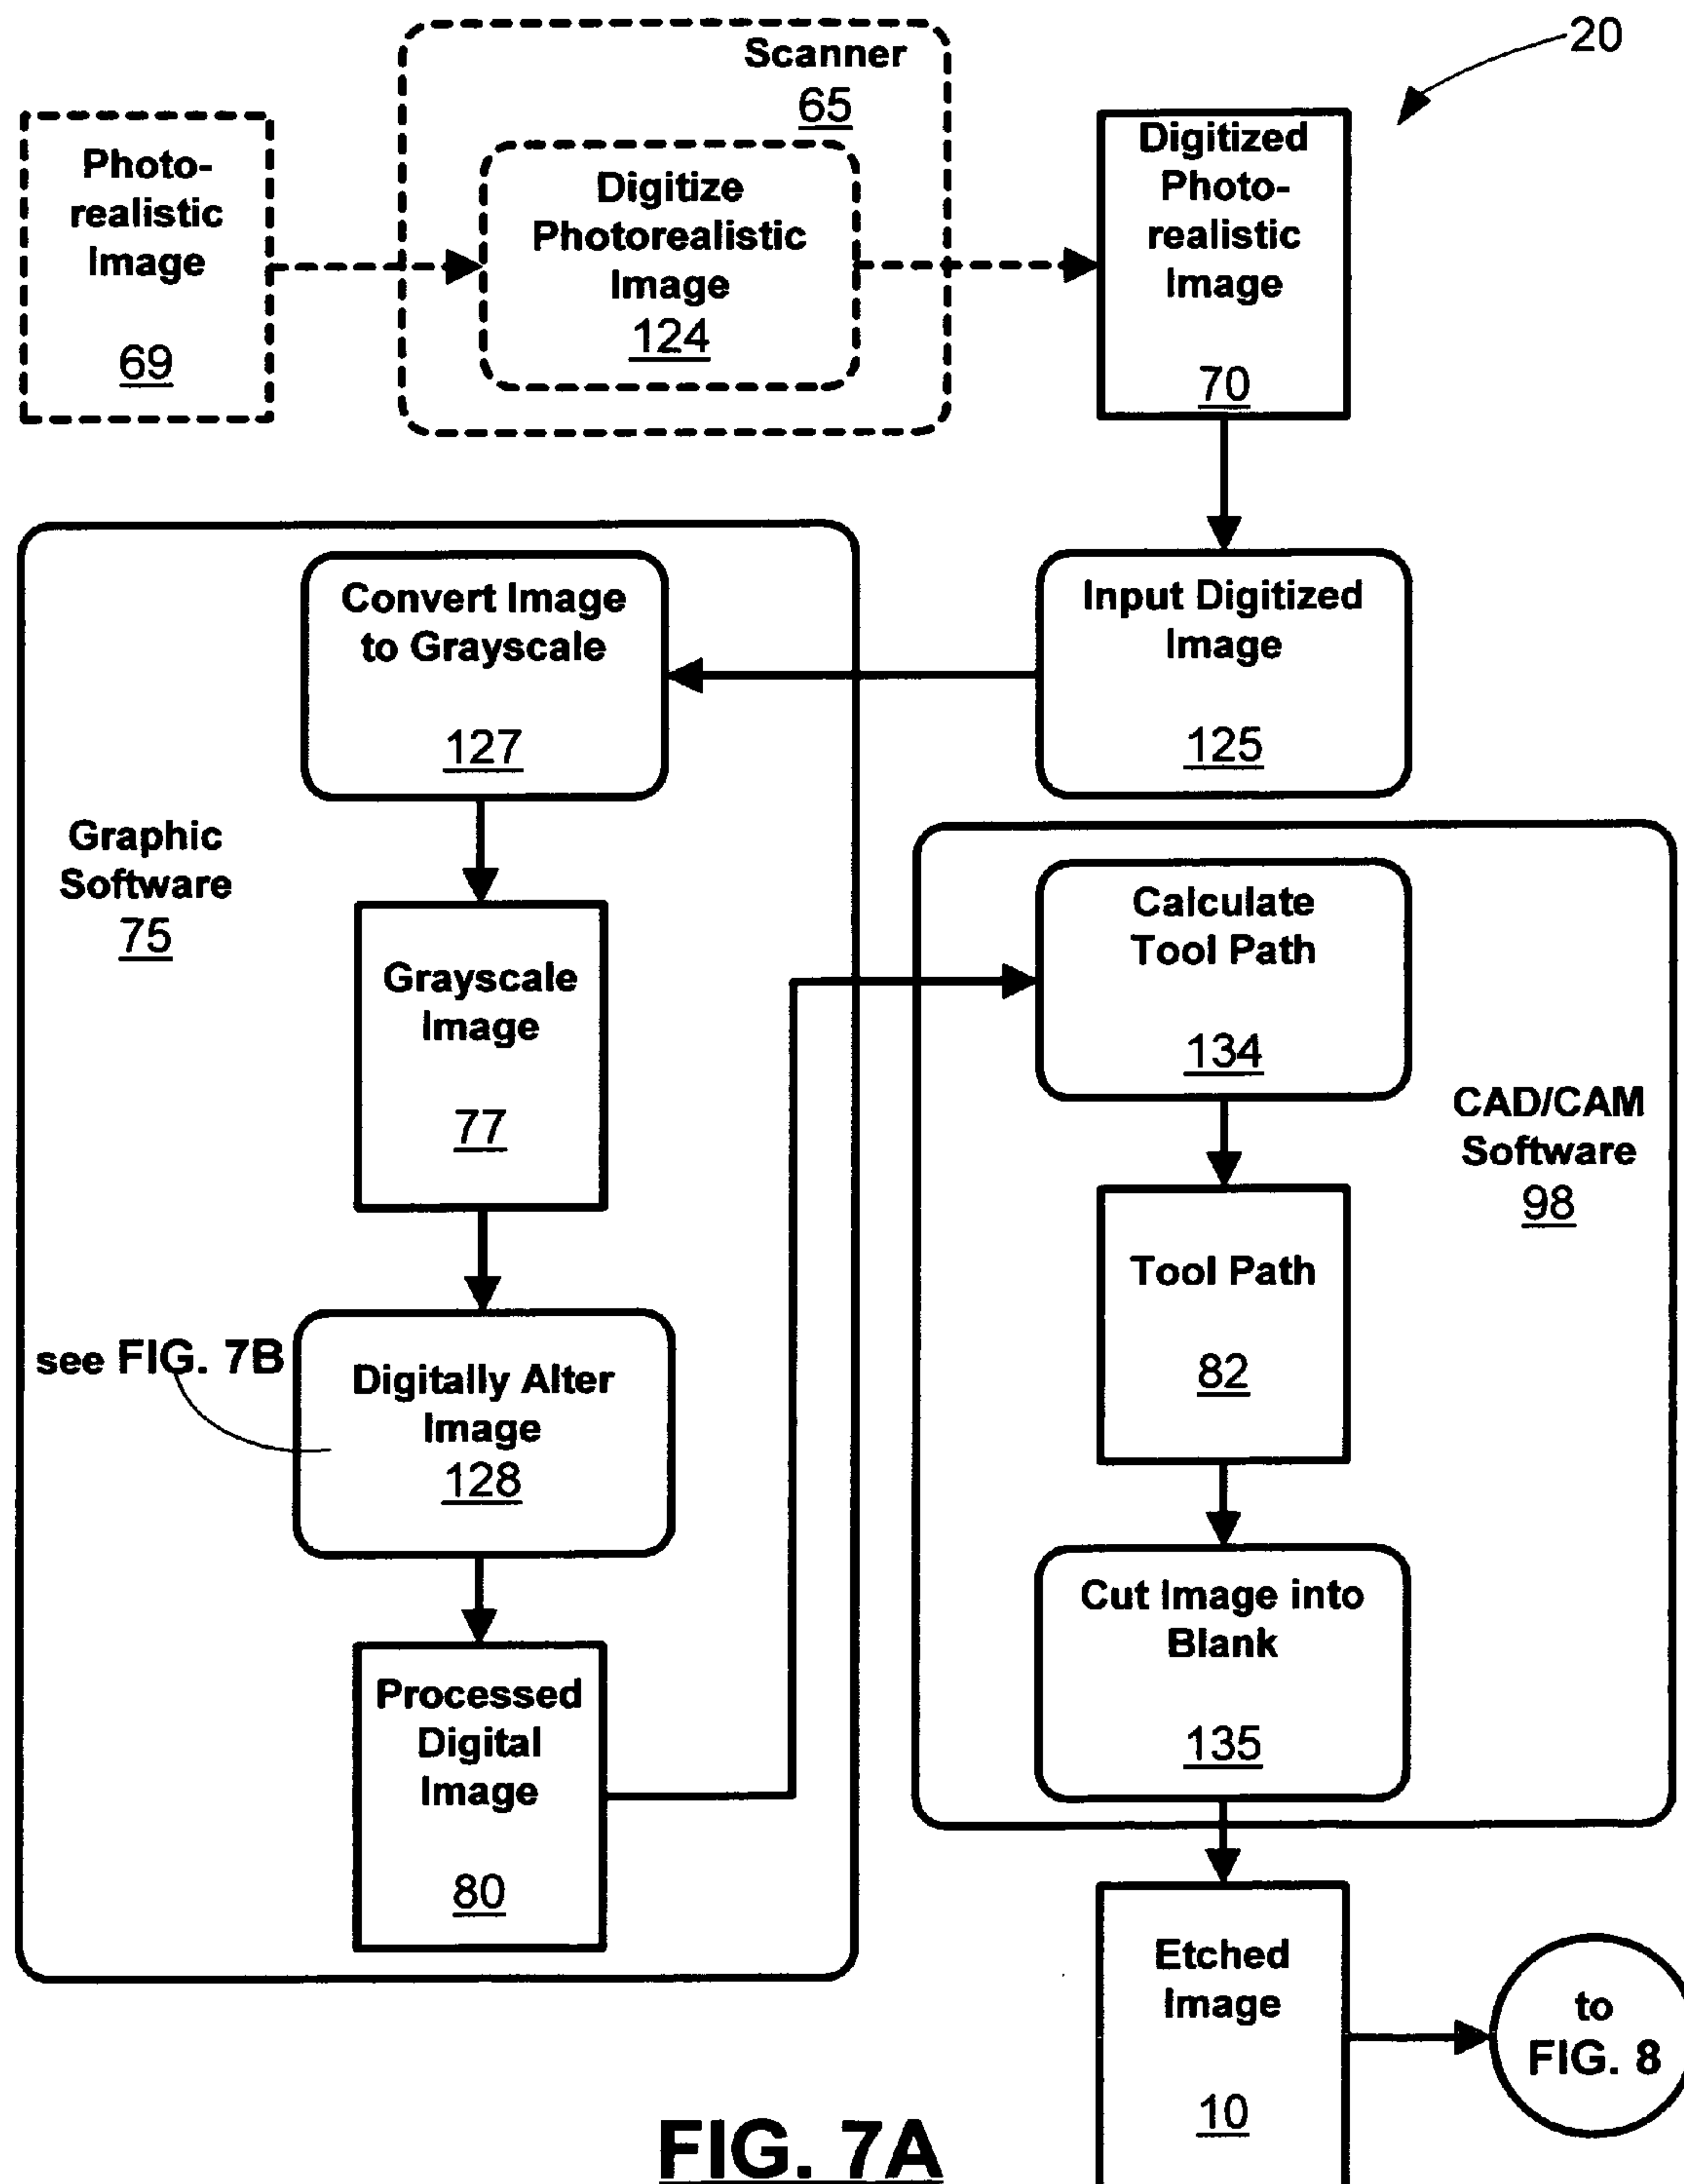 20
Scanner
65
Photo-
realistic
Image
69
Digitize
Photorealistic
Image
124
Digitized
Photo-
realistic
Image
70
Input Digitized
Image
125
Graphic
Software
75
Convert Image
to Grayscale
127
Grayscale
Image
77
see FIG. 7B
Digitally Alter
Image
128
Processed
Digital
Image
80
CAD/CAM
Software
98
Calculate
Tool Path
134
Tool Path
82
Cut Image into
Blank
135
Etched
Image
10
to
FIG. 8
FIG. 7A